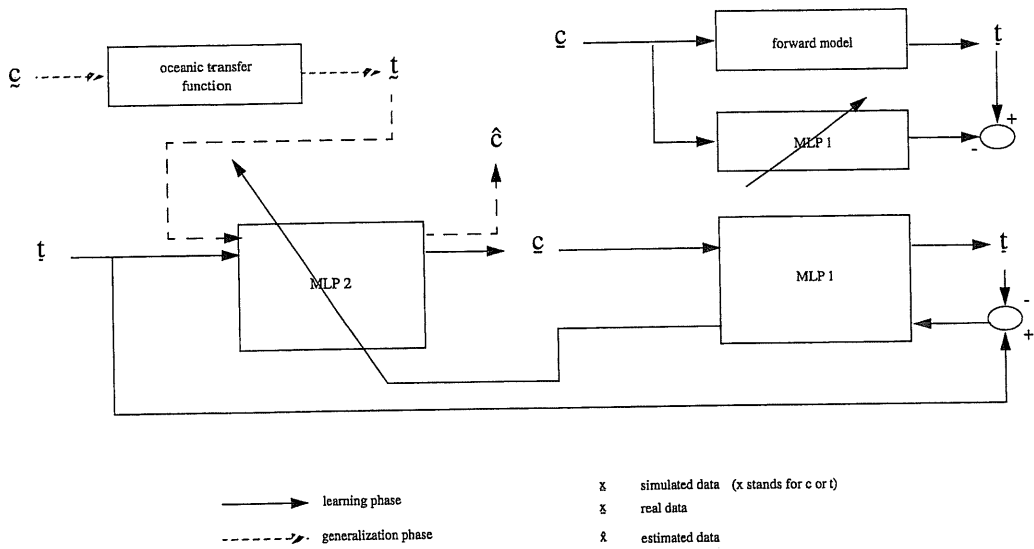 c
forward model
t
c
oceanic transfer
function
t
+
-
MLP 1
ĉ
t
MLP 2
c
MLP 1
t
-
+
learning phase
generalization phase
x simulated data (x stands for c or t)
x real data
x̂ estimated data